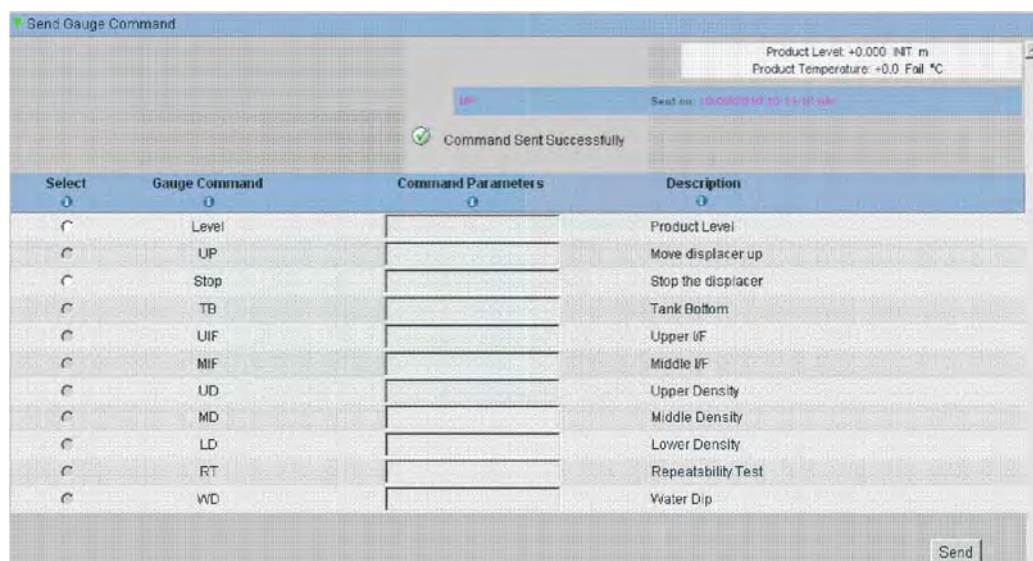 Send Gauge Command
Product Level: +0.000 INIT m
Product Temperature: +0.0 Fail °C
UP Sent on:
Command Sent Successfully
Select Gauge Command Command Parameters Description
Level Product Level
UP Move displacer up
Stop Stop the displacer
TB Tank Bottom
UIF Upper I/F
MIF Middle I/F
UD Upper Density
MD Middle Density
LD Lower Density
RT Repeatability Test
WD Water Dip
Send